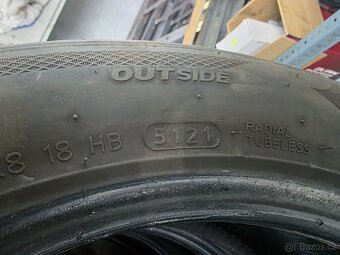 OUTSIDE
18 HB 5121
RADIAL
TUBELESS
Bazos.cz